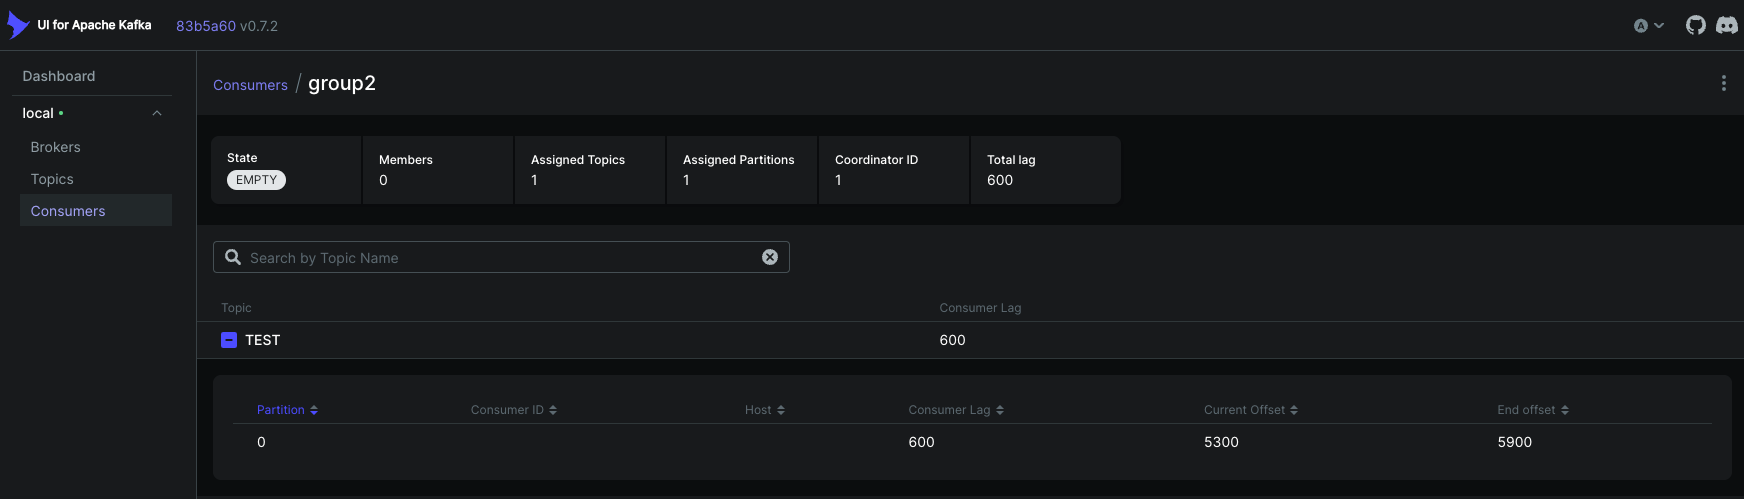 UI for Apache Kafka 83b5a60 v0.7.2 A
Dashboard
local
Brokers
Topics
Consumers
Consumers / group2
State
EMPTY
Members
0
Assigned Topics
1
Assigned Partitions
1
Coordinator ID
1
Total lag
600
Search by Topic Name
Topic Consumer Lag
TEST 600
Partition Consumer ID Host Consumer Lag Current Offset End offset
0 600 5300 5900